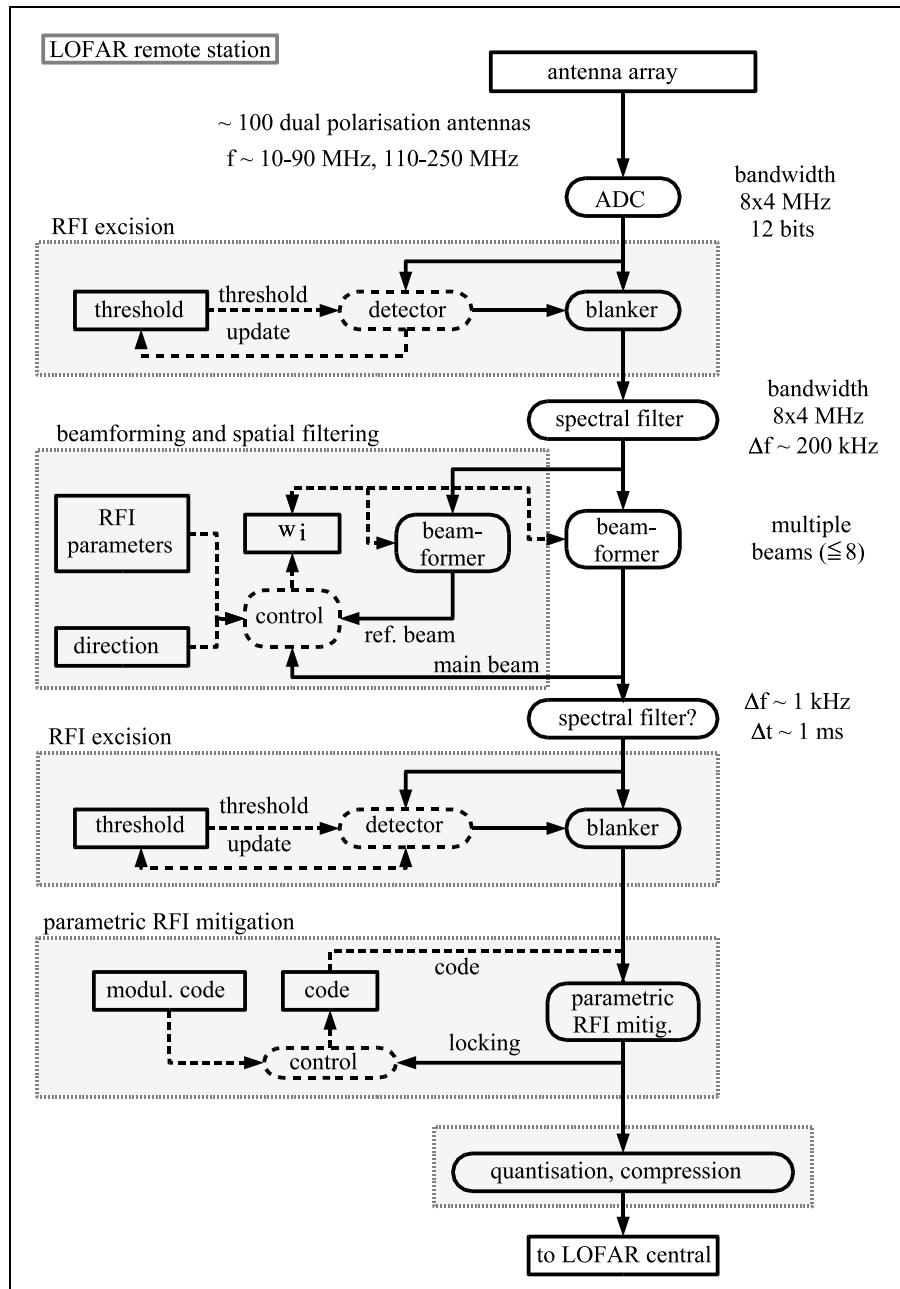 LOFAR remote station
antenna array
~ 100 dual polarisation antennas
f ~ 10-90 MHz, 110-250 MHz
ADC
bandwidth
8x4 MHz
12 bits
RFI excision
threshold
threshold
update
detector
blanker
spectral filter
bandwidth
8x4 MHz
Δf ~ 200 kHz
beamforming and spatial filtering
RFI
parameters
w i
beam-
former
beam-
former
multiple
beams (≦8)
control
direction
ref. beam
main beam
spectral filter?
Δf ~ 1 kHz
Δt ~ 1 ms
RFI excision
threshold
threshold
update
detector
blanker
parametric RFI mitigation
code
modul. code
code
parametric
RFI mitig.
locking
control
quantisation, compression
to LOFAR central